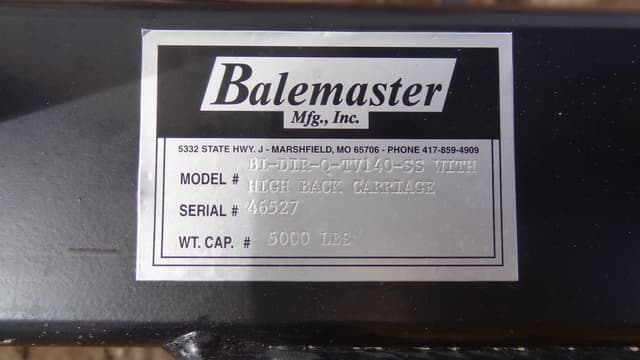 Balemaster
Mfg., Inc.
5332 STATE HWY. J - MARSHFIELD, MO 65706 - PHONE 417-859-4909
MODEL # BI-DIR-Q-TV140-SS WITH
HIGH BACK CARRIAGE
SERIAL # 46527
WT. CAP. # 5000 LBS